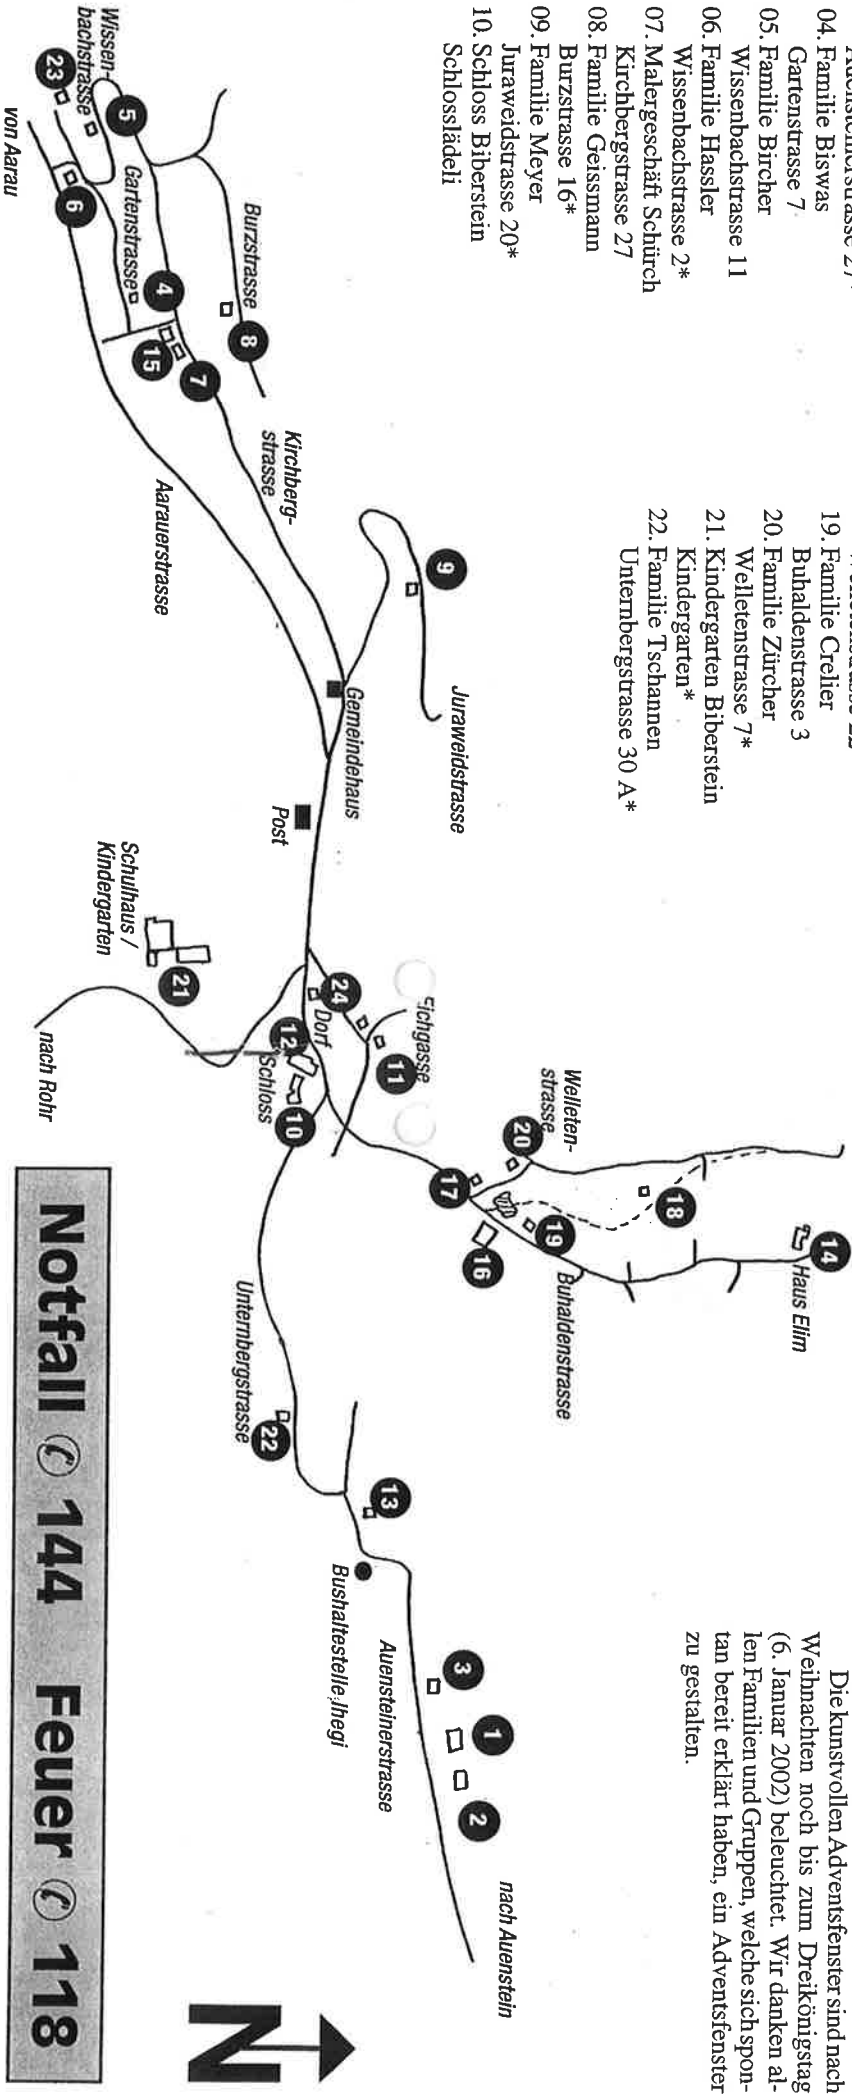 Auensteinerstrasse 27*
04. Familie Biswas
Gartenstrasse 7
05. Familie Bircher
Wissenbachstrasse 11
06. Familie Hassler
Wissenbachstrasse 2*
07. Malergeschäft Schürch
Kirchbergstrasse 27
08. Familie Geissmann
Burzstrasse 16*
09. Familie Meyer
Juraweidstrasse 20*
10. Schloss Biberstein
Schlosslädeli
19. Familie Crelier
Buhaldenstrasse 3
20. Familie Zürcher
Welletenstrasse 7*
21. Kindergarten Biberstein
Kindergarten*
22. Familie Tschannen
Unternbergstrasse 30 A*
Die kunstvollen Adventsfenster sind nach
Weihnachten noch bis zum Dreikönigstag
(6. Januar 2002) beleuchtet. Wir danken al-
len Familien und Gruppen, welche sich spon-
tan bereit erklärt haben, ein Adventsfenster
zu gestalten.
14
Haus Elim
18
Welleten-
strasse
20
19
17
16
Buhaldenstrasse
9
Juraweidstrasse
Eichgasse
11
24
Dorf
12
Schloss
10
Burzstrasse
8
Kirchberg-
strasse
Gemeindehaus
Post
Wissen-
bachstrasse
5
23
Gartenstrasse
4
7
15
6
Aarauerstrasse
von Aarau
Schulhaus /
Kindergarten
21
nach Rohr
Unternbergstrasse
22
13
Bushaltestelle Ihegi
Auensteinerstrasse
3
1
2
nach Auenstein
N
Notfall ✆ 144 Feuer ✆ 118